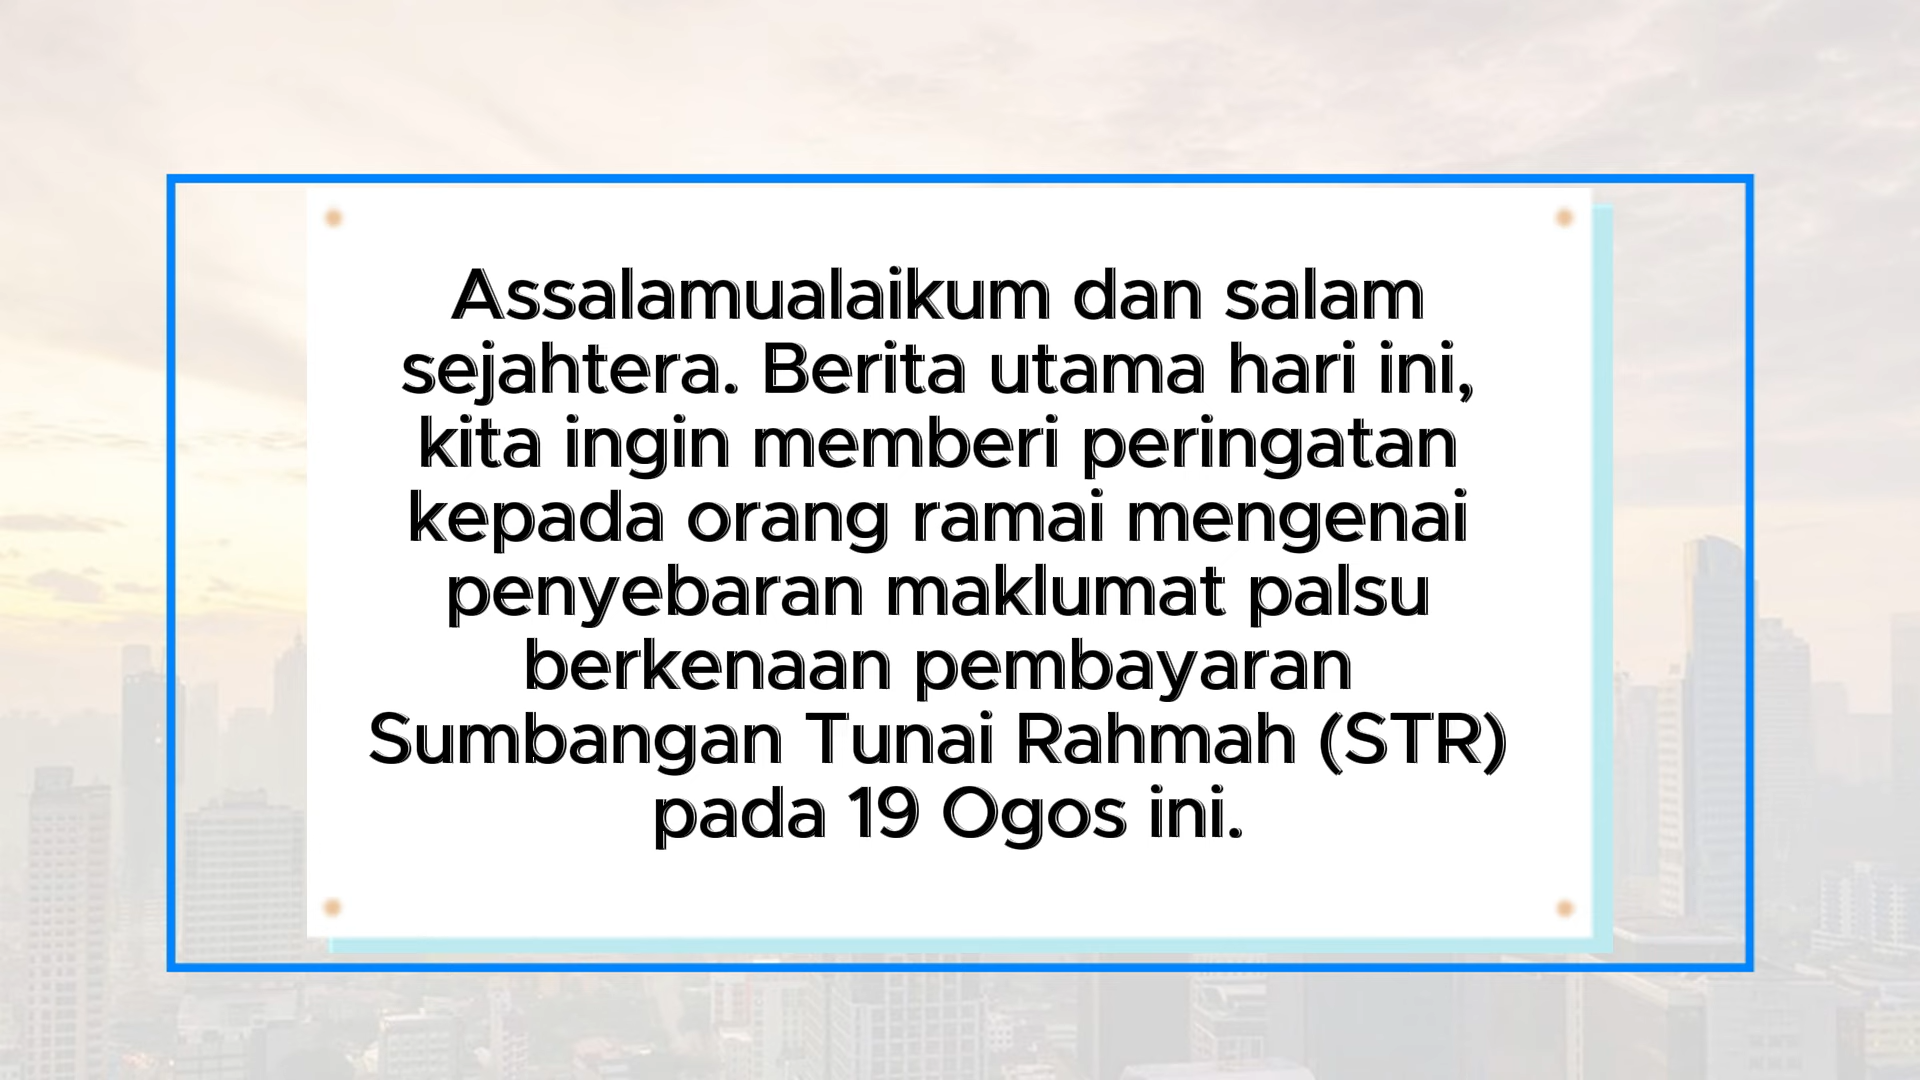 Assalamualaikum dan salam
sejahtera. Berita utama hari ini,
kita ingin memberi peringatan
kepada orang ramai mengenai
penyebaran maklumat palsu
berkenaan pembayaran
Sumbangan Tunai Rahmah (STR)
pada 19 Ogos ini.